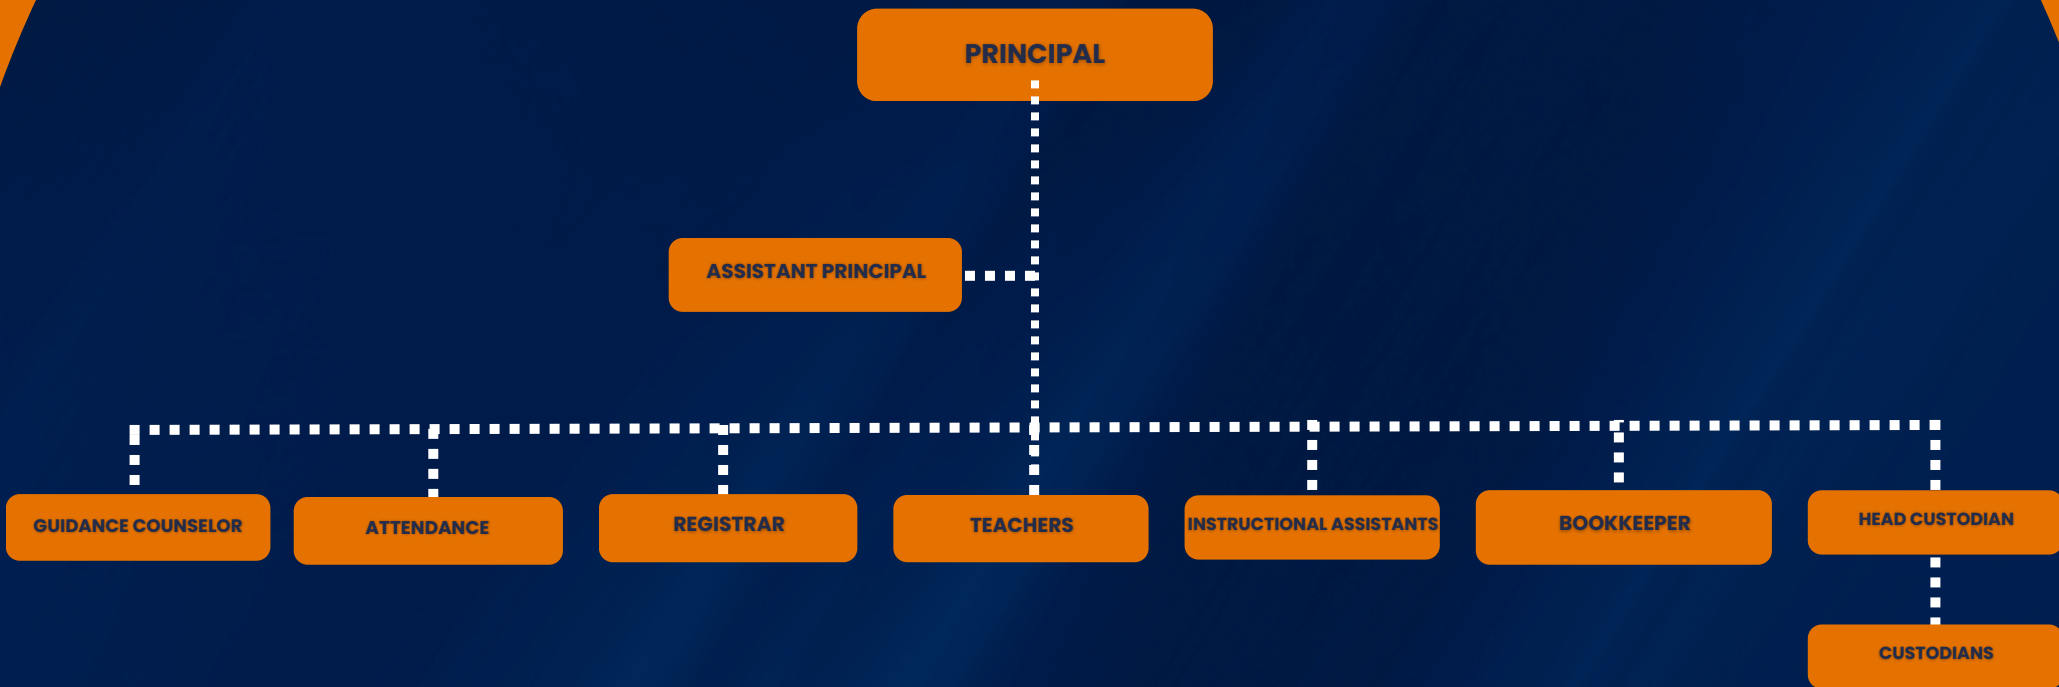 PRINCIPAL
ASSISTANT PRINCIPAL
GUIDANCE COUNSELOR
ATTENDANCE
REGISTRAR
TEACHERS
INSTRUCTIONAL ASSISTANTS
BOOKKEEPER
HEAD CUSTODIAN
CUSTODIANS